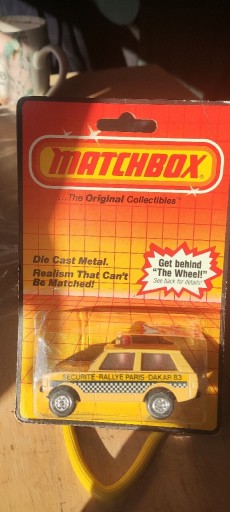 MATCHBOX
...The Original Collectibles
Die Cast Metal.
Realism That Can't
Be Matched!
Get behind
"The Wheel!"
See back for details!
SECURITE - RALLYE PARIS - DAKAR 83